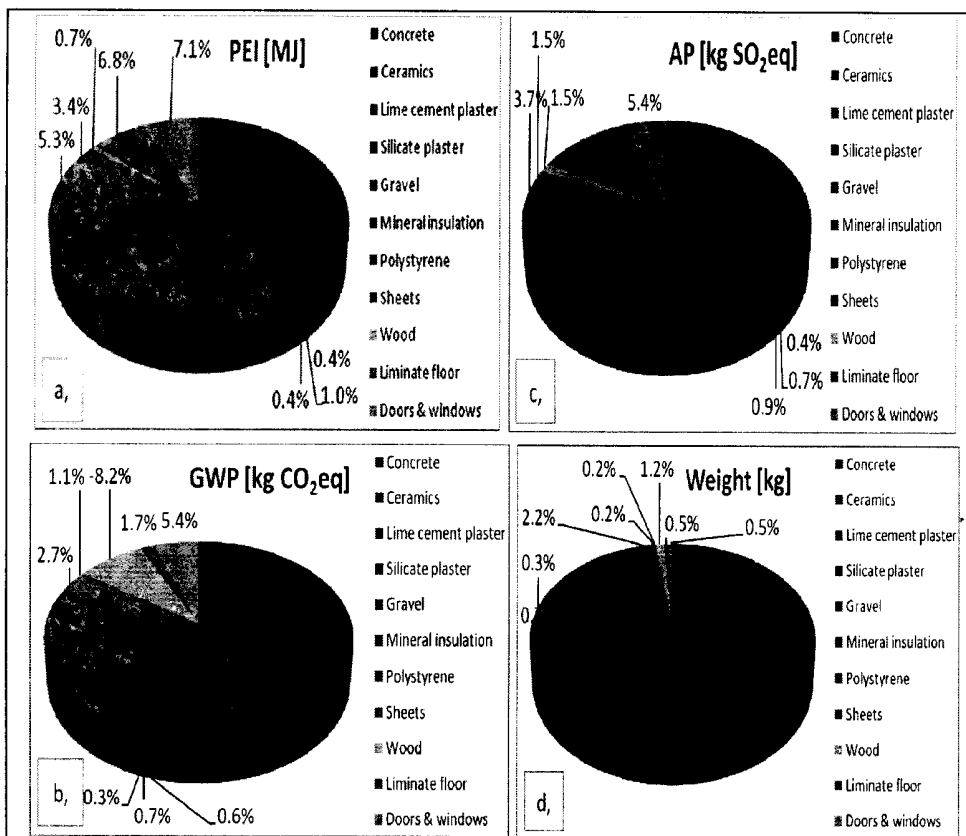 PEI [MJ]
0.7%
6.8%
7.1%
3.4%
5.3%
0.4%
1.0%
0.4%
Concrete
Ceramics
Lime cement plaster
Silicate plaster
Gravel
Mineral insulation
Polystyrene
Sheets
Wood
Liminate floor
Doors & windows
a,
AP [kg SO₂eq]
1.5%
3.7%
1.5%
5.4%
0.4%
0.7%
0.9%
Concrete
Ceramics
Lime cement plaster
Silicate plaster
Gravel
Mineral insulation
Polystyrene
Sheets
Wood
Liminate floor
Doors & windows
c,
GWP [kg CO₂eq]
1.1%
-8.2%
1.7%
5.4%
2.7%
0.3%
0.7%
0.6%
Concrete
Ceramics
Lime cement plaster
Silicate plaster
Gravel
Mineral insulation
Polystyrene
Sheets
Wood
Liminate floor
Doors & windows
b,
Weight [kg]
0.2%
1.2%
2.2%
0.2%
0.5%
0.5%
0.3%
Concrete
Ceramics
Lime cement plaster
Silicate plaster
Gravel
Mineral insulation
Polystyrene
Sheets
Wood
Liminate floor
Doors & windows
d,